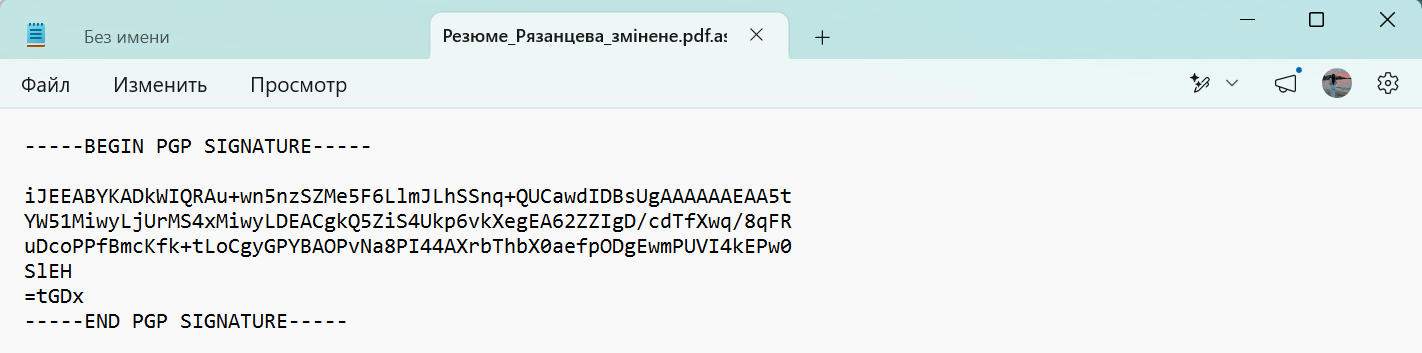 Без имени
Резюме_Рязанцева_змінене.pdf.as
Файл Изменить Просмотр
-----BEGIN PGP SIGNATURE-----
iJEEABYKADkWIQRAu+wn5nzSZMe5F6LlmJLhSSnq+QUCawdIDBsUgAAAAAAEAA5t
YW51MiwyLjUrMS4xMiwyLDEACgkQ5ZiS4Ukp6vkXegEA62ZZIgD/cdTfXwq/8qFR
uDcoPPfBmcKfk+tLoCgyGPYBAOPvNa8PI44AXrbThbX0aefpODgEwmPUVI4kEPw0
SlEH
=tGDx
-----END PGP SIGNATURE-----